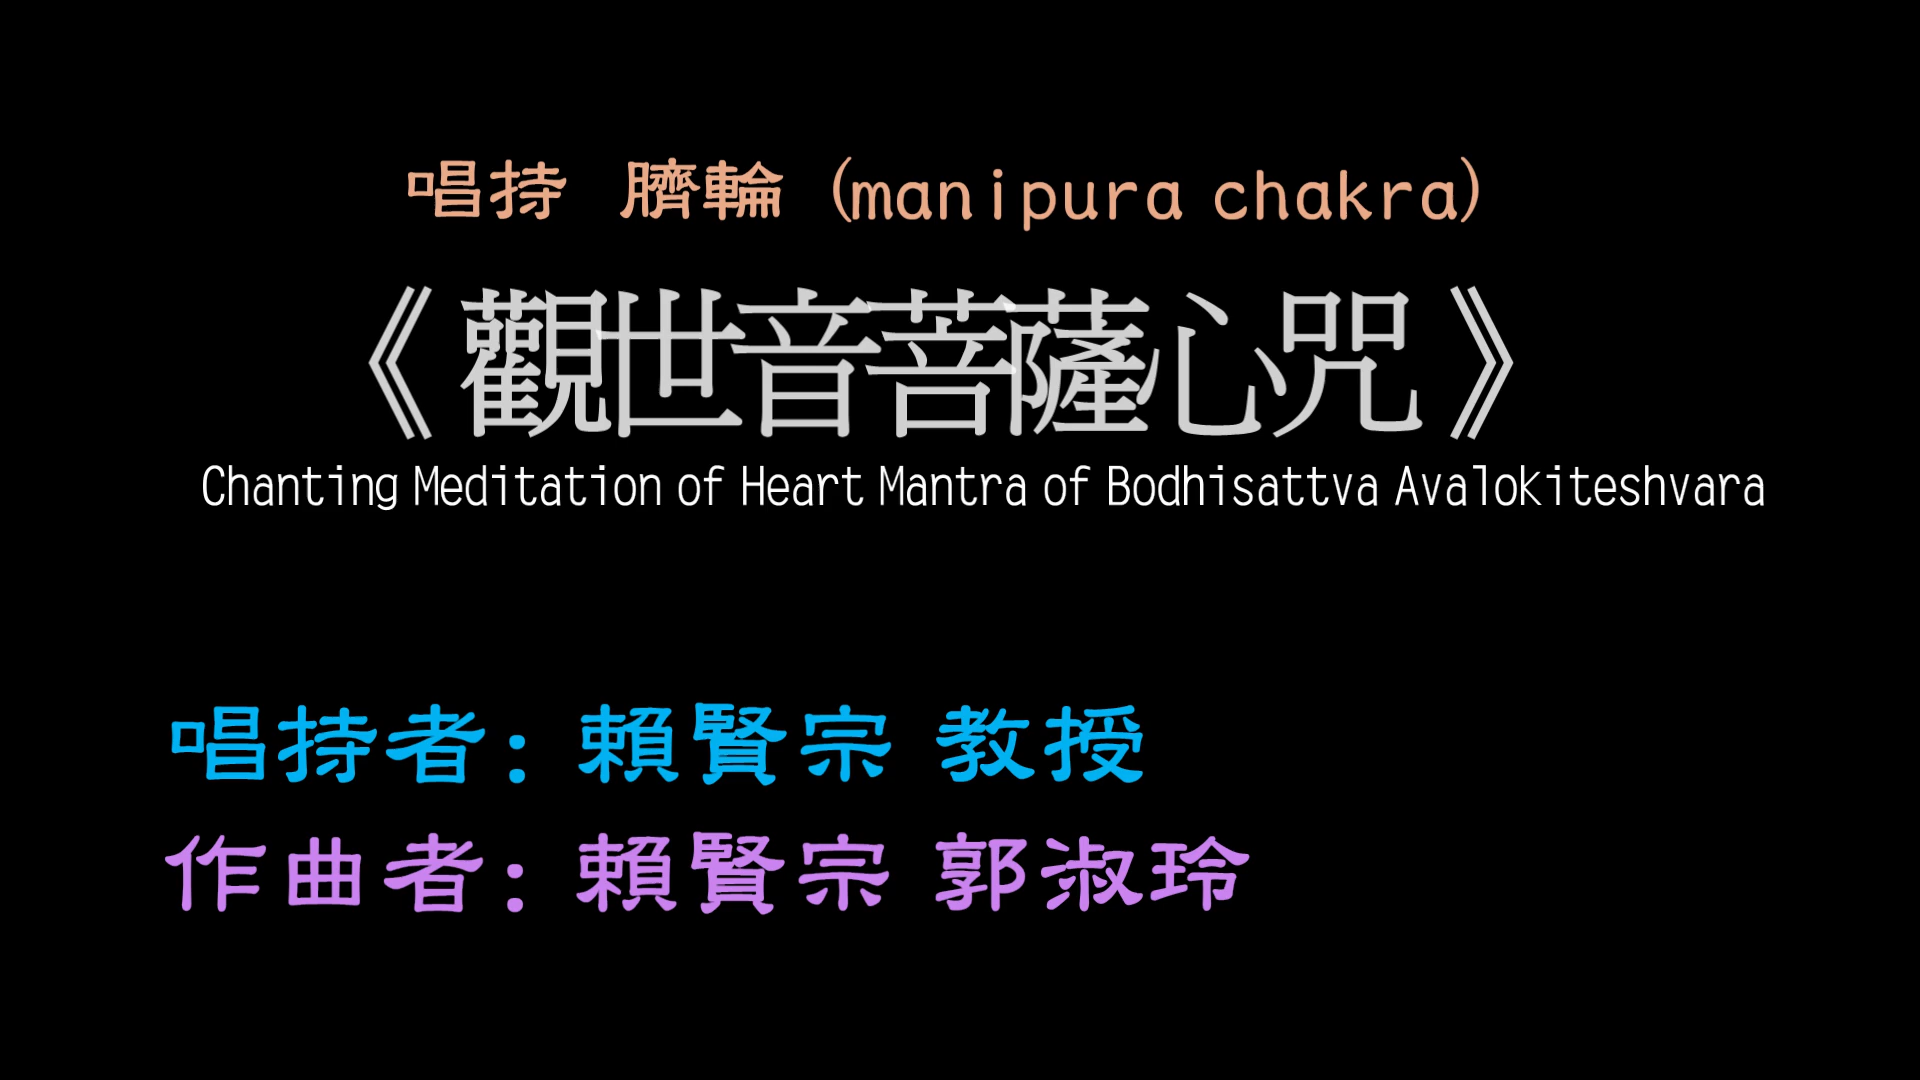 唱持 臍輪 (manipura chakra)
《觀世音菩薩心咒》
Chanting Meditation of Heart Mantra of Bodhisattva Avalokiteshvara
唱持者：賴賢宗 教授
作曲者：賴賢宗 郭淑玲